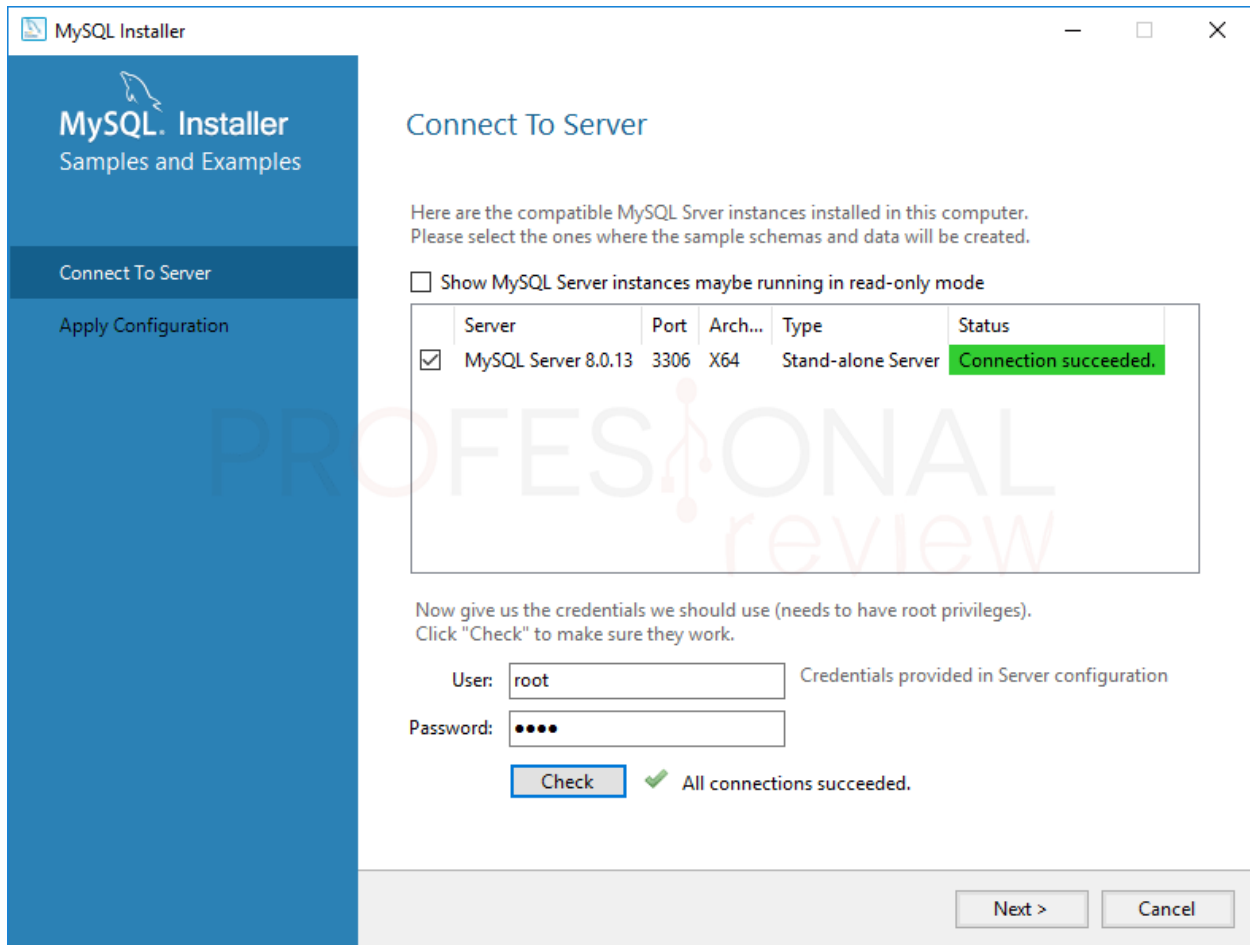 MySQL Installer
MySQL. Installer
Samples and Examples
Connect To Server
Apply Configuration
Connect To Server
Here are the compatible MySQL Srver instances installed in this computer.
Please select the ones where the sample schemas and data will be created.
Show MySQL Server instances maybe running in read-only mode
Server Port Arch... Type Status
MySQL Server 8.0.13 3306 X64 Stand-alone Server Connection succeeded.
PROFESIONAL
review
Now give us the credentials we should use (needs to have root privileges).
Click "Check" to make sure they work.
User: root Credentials provided in Server configuration
Password: ●●●●
Check All connections succeeded.
Next > Cancel